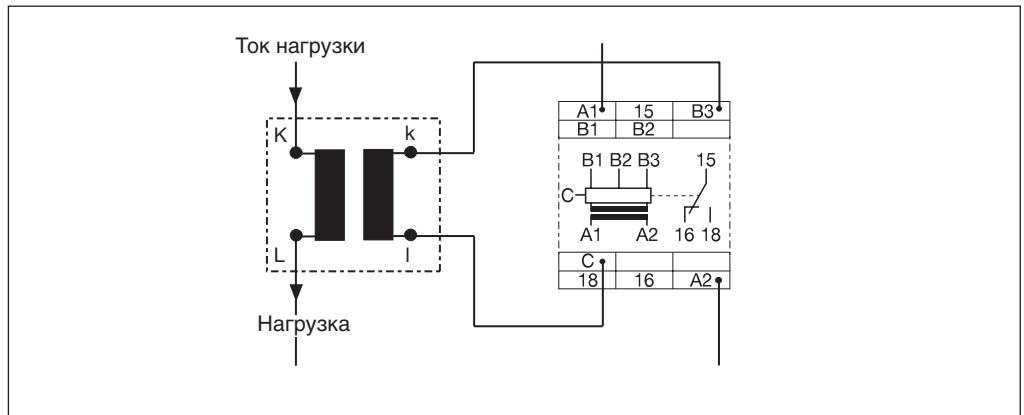 Ток нагрузки
K
k
L
l
Нагрузка
A1 15 B3
B1 B2
B1 B2 B3 15
C
A1 A2 16 18
C
18 16 A2